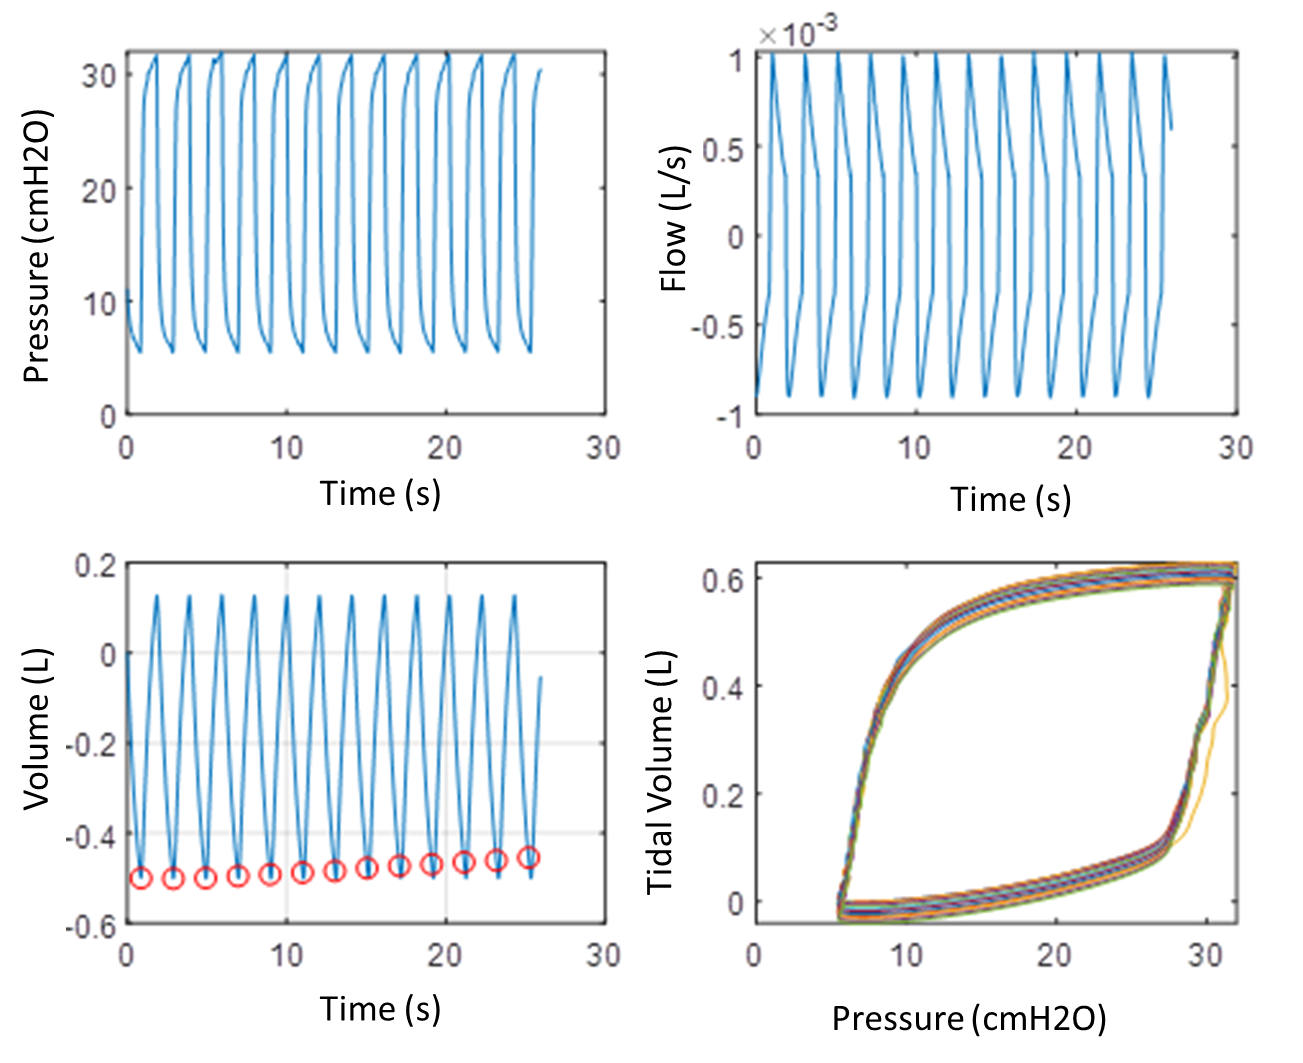 Pressure (cmH2O)
30
20
10
0
0 10 20 30
Time (s)
×10⁻³
Flow (L/s)
1
0.5
0
-0.5
-1
0 10 20 30
Time (s)
Volume (L)
0.2
0
-0.2
-0.4
-0.6
0 10 20 30
Time (s)
Tidal Volume (L)
0.6
0.4
0.2
0
0 10 20 30
Pressure (cmH2O)